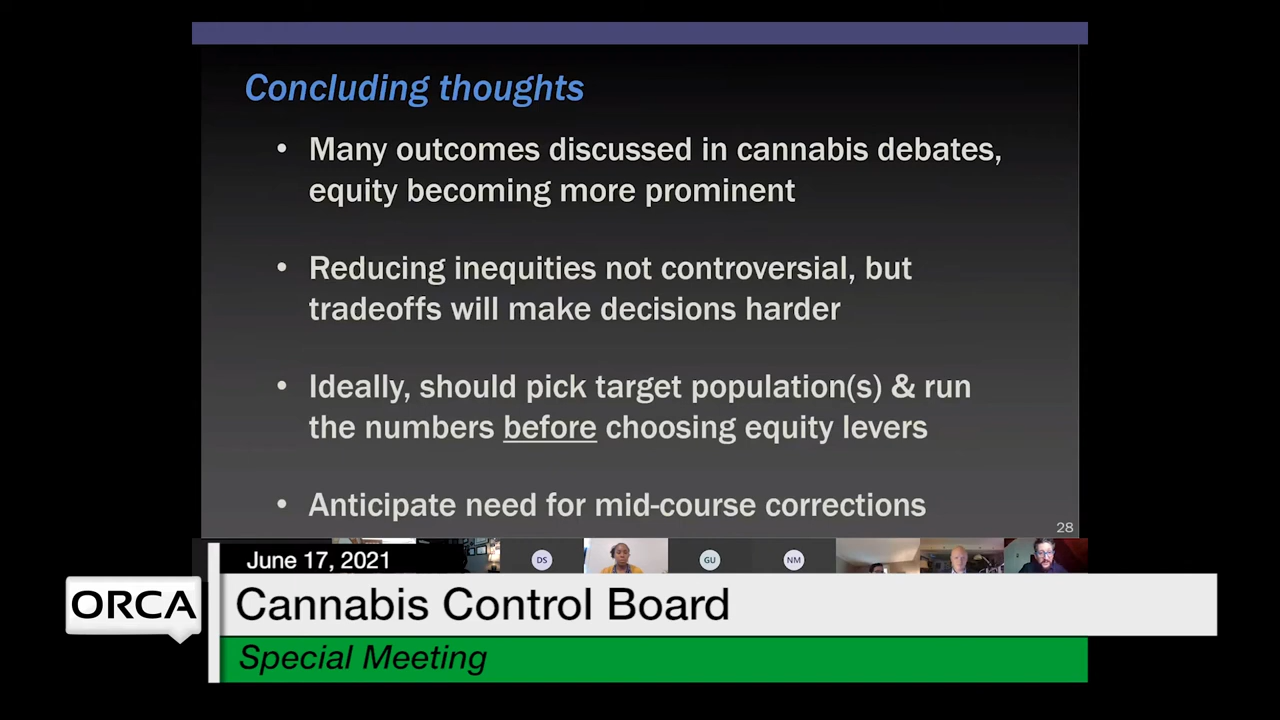 Concluding thoughts
• Many outcomes discussed in cannabis debates,
equity becoming more prominent
• Reducing inequities not controversial, but
tradeoffs will make decisions harder
• Ideally, should pick target population(s) & run
the numbers before choosing equity levers
• Anticipate need for mid-course corrections
28
DS
GU
NM
June 17, 2021
ORCA
Cannabis Control Board
Special Meeting